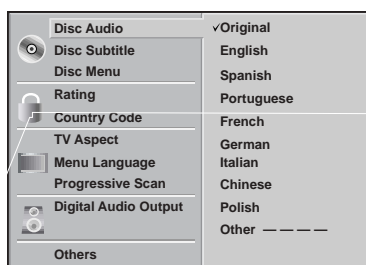 Disc Audio
Disc Subtitle
Disc Menu
Rating
Country Code
TV Aspect
Menu Language
Progressive Scan
Digital Audio Output
Others
✓Original
English
Spanish
Portuguese
French
German
Italian
Chinese
Polish
Other — — — —